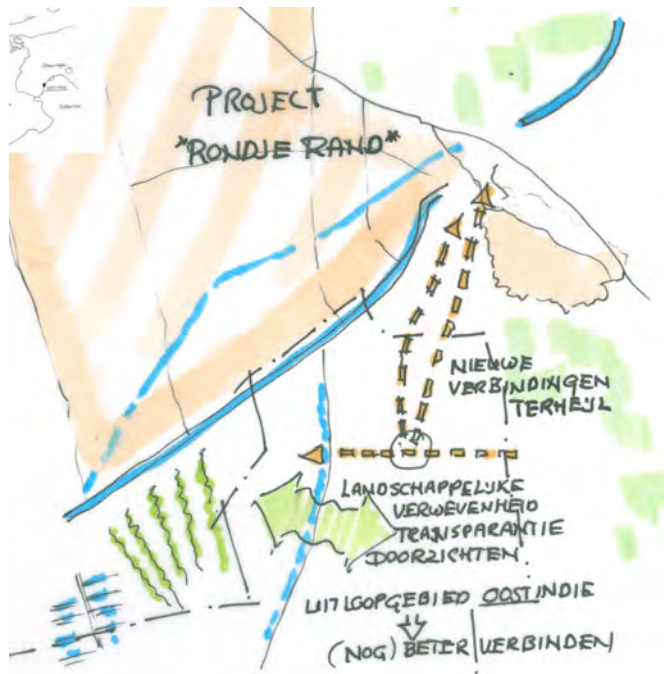 PROJECT
"RONDJE RAND"
NIEUWE
VERBINDINGEN
TERHEIJL
LANDSCHAPPELIJKE
VERWEVENHEID
TRANSPARANTIE
DOORZICHTEN
UITLOOPGEBIED OOSTINDIE
(NOG) BETER VERBINDEN